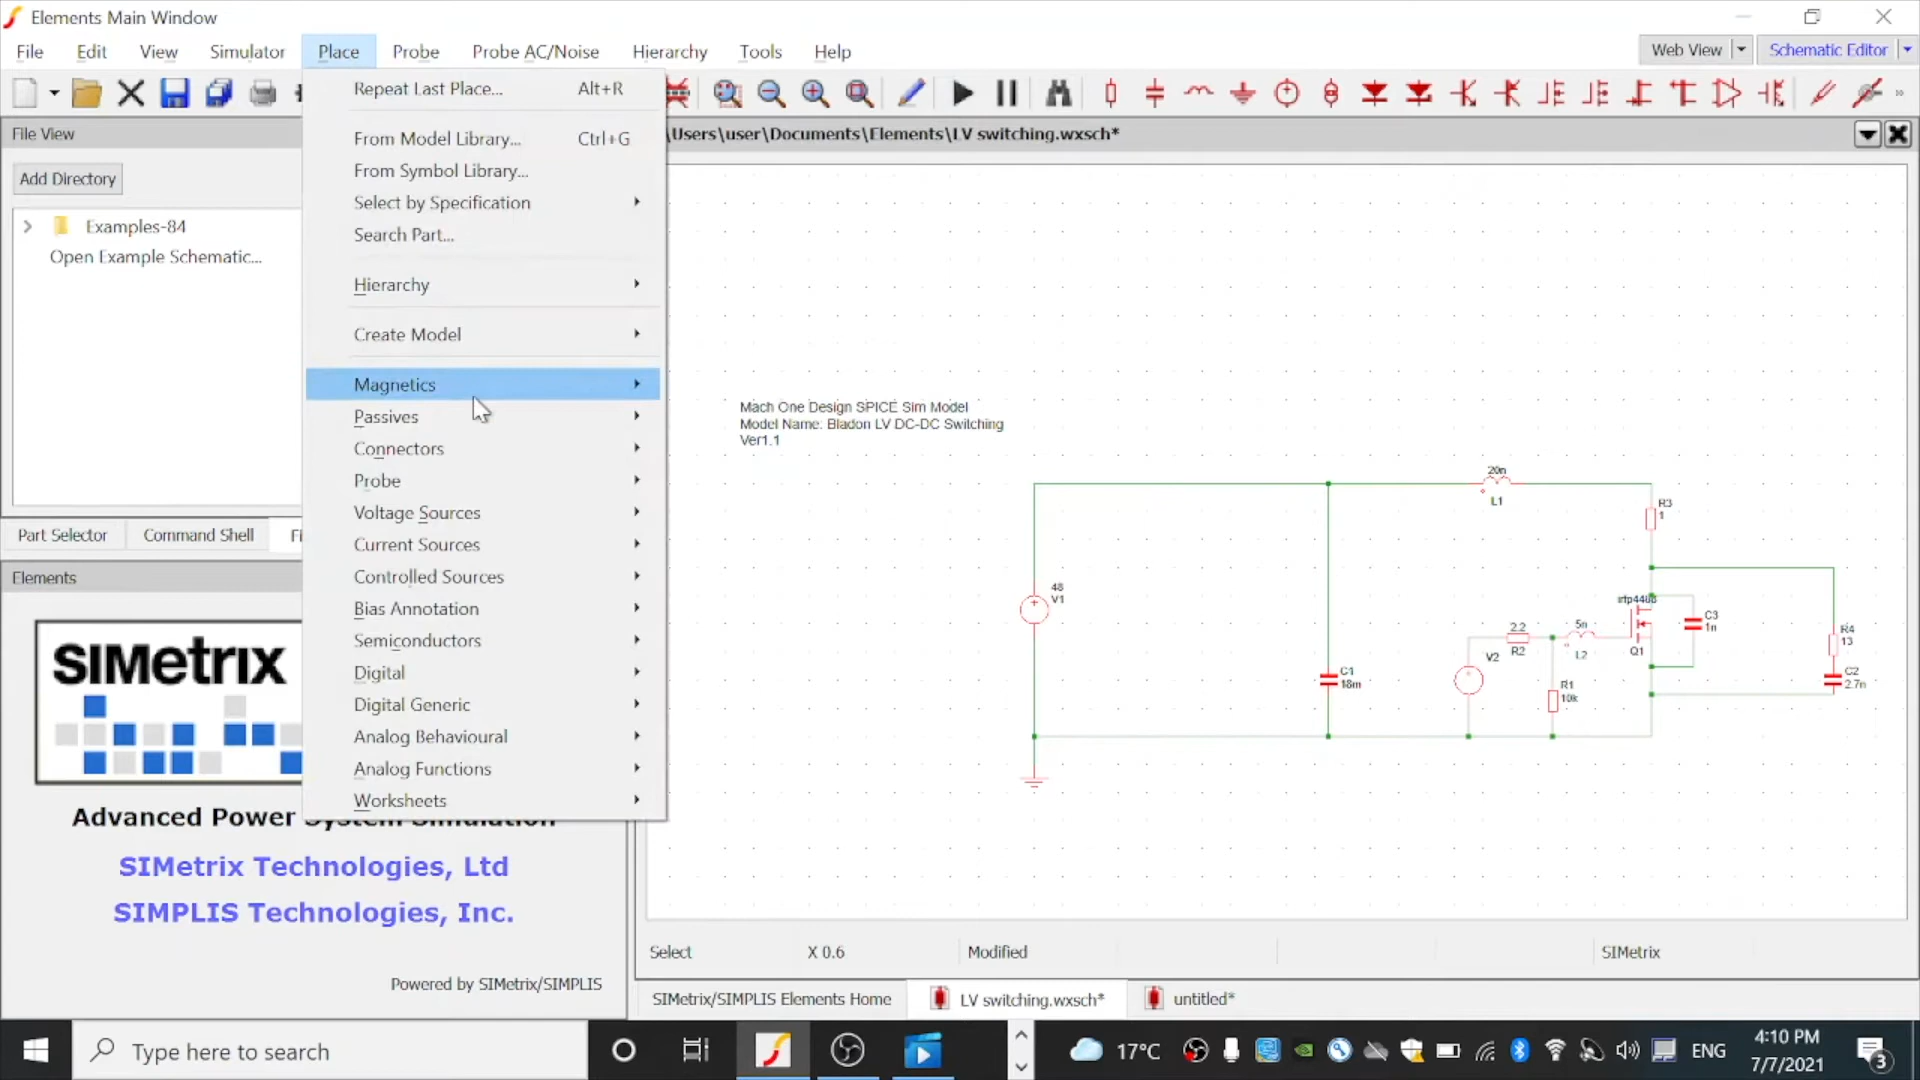 Elements Main Window
File Edit View Simulator Place Probe Probe AC/Noise Hierarchy Tools Help
Web View Schematic Editor
File View
\Users\user\Documents\Elements\LV switching.wxsch*
Add Directory
Examples-84
Open Example Schematic...
Part Selector Command Shell Fi
Elements
SIMetrix
Advanced Power System Simulation
SIMetrix Technologies, Ltd
SIMPLIS Technologies, Inc.
Powered by SIMetrix/SIMPLIS
Repeat Last Place... Alt+R
From Model Library... Ctrl+G
From Symbol Library...
Select by Specification
Search Part...
Hierarchy
Create Model
Magnetics
Passives
Connectors
Probe
Voltage Sources
Current Sources
Controlled Sources
Bias Annotation
Semiconductors
Digital
Digital Generic
Analog Behavioural
Analog Functions
Worksheets
Mach One Design SPICE Sim Model
Model Name: Bladon LV DC-DC Switching
Ver1.1
20n
L1
R3
1
48
V1
C1
18m
V2
2.2
R2
5n
L2
R1
10k
Q1
C3
1n
R4
13
C2
2.7n
Select X 0.6 Modified SIMetrix
SIMetrix/SIMPLIS Elements Home LV switching.wxsch* untitled*
Type here to search
17°C
ENG
4:10 PM
7/7/2021
3